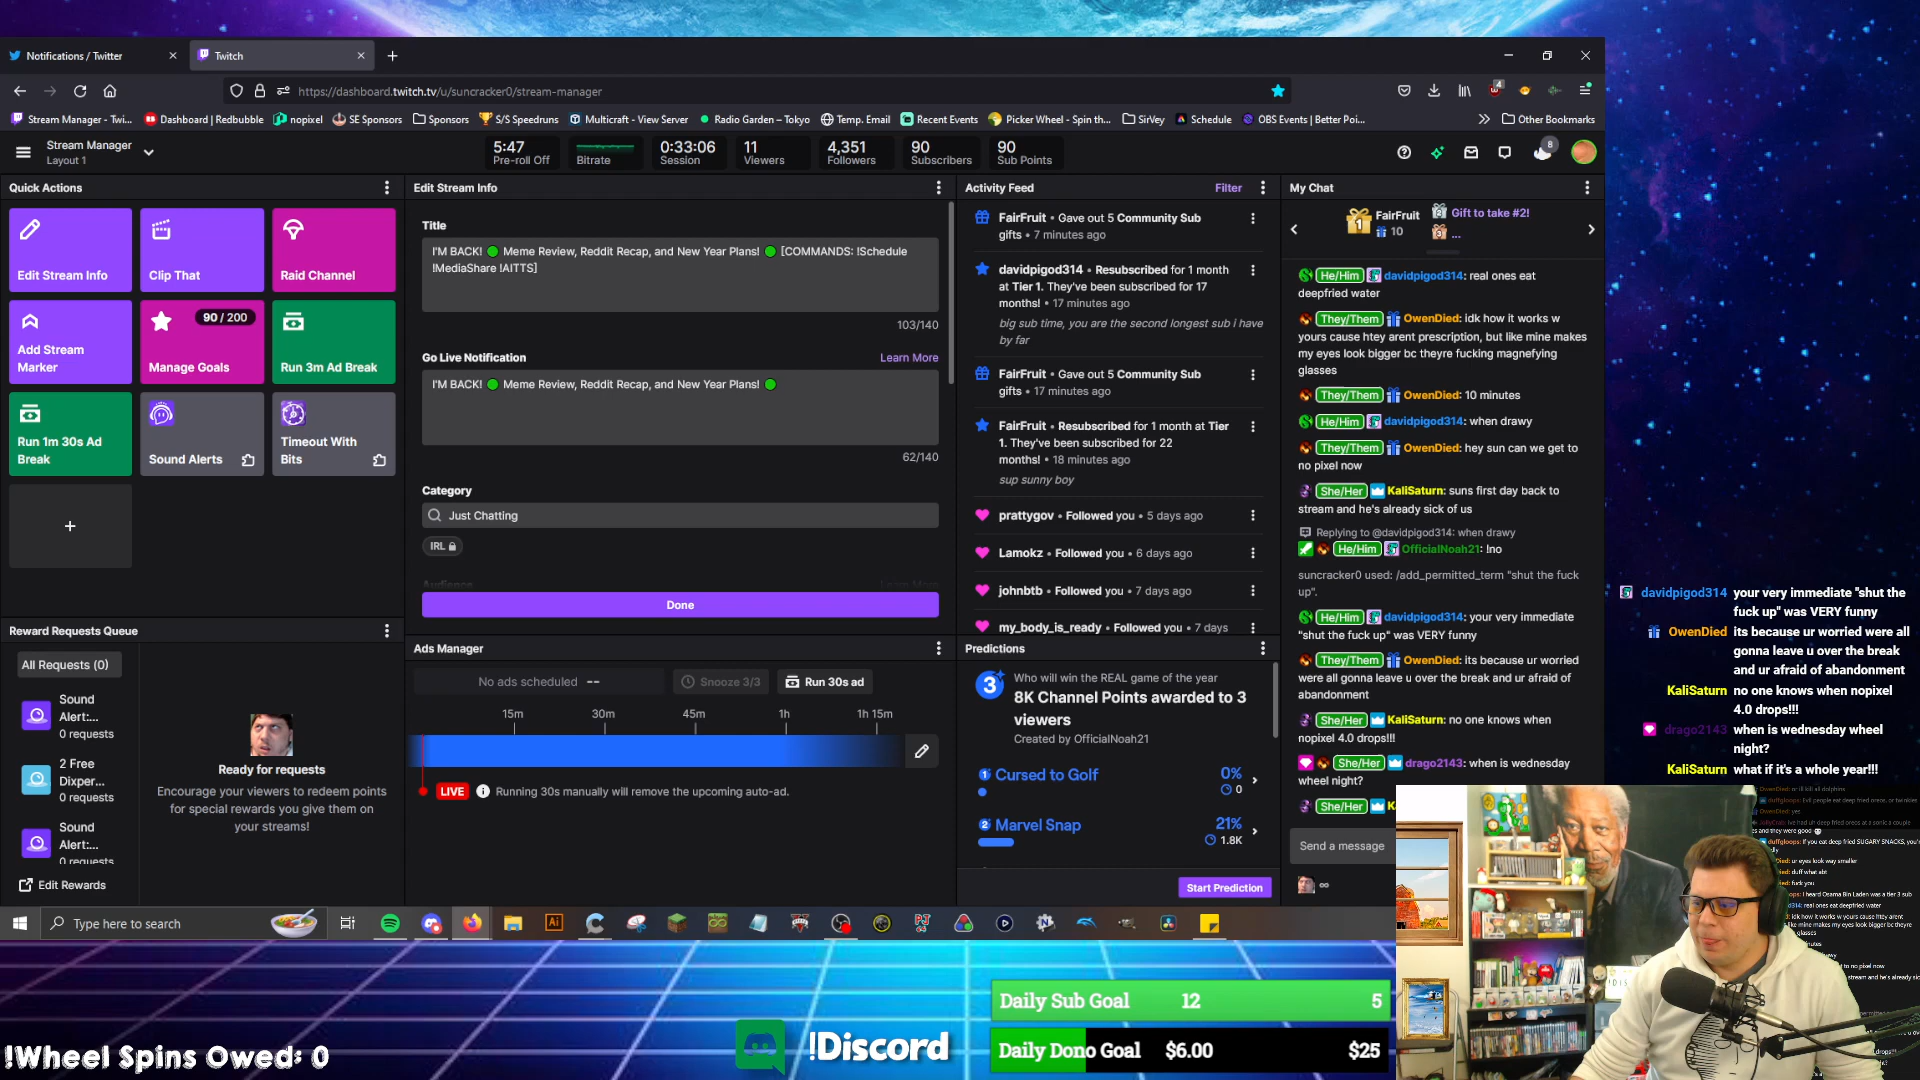 Notifications / Twitter
Twitch
https://dashboard.twitch.tv/u/suncracker0/stream-manager
4
Stream Manager - Twi...
Dashboard | Redbubble
nopixel
SE Sponsors
Sponsors
S/S Speedruns
Multicraft - View Server
Radio Garden – Tokyo
Temp. Email
Recent Events
Picker Wheel - Spin th...
SirVey
Schedule
OBS Events | Better Poi...
Other Bookmarks
Stream Manager
Layout 1
5:47
Pre-roll Off
Bitrate
0:33:06
Session
11
Viewers
4,351
Followers
90
Subscribers
90
Sub Points
8
Quick Actions
Edit Stream Info
Clip That
Raid Channel
Add Stream
Marker
90 / 200
Manage Goals
Run 3m Ad Break
Run 1m 30s Ad
Break
Sound Alerts
Timeout With
Bits
Reward Requests Queue
All Requests (0)
Sound
Alert:...
0 requests
2 Free
Dixper...
0 requests
Sound
Alert:...
0 requests
Edit Rewards
Ready for requests
Encourage your viewers to redeem points
for special rewards you give them on
your streams!
Edit Stream Info
Title
I'M BACK! 🟢 Meme Review, Reddit Recap, and New Year Plans! 🟢 [COMMANDS: !Schedule
!MediaShare !AITTS]
103/140
Go Live Notification
Learn More
I'M BACK! 🟢 Meme Review, Reddit Recap, and New Year Plans! 🟢
62/140
Category
Just Chatting
IRL
Audience
Learn More
Done
Ads Manager
No ads scheduled --
Snooze 3/3
Run 30s ad
15m
30m
45m
1h
1h 15m
LIVE
Running 30s manually will remove the upcoming auto-ad.
Activity Feed
Filter
FairFruit • Gave out 5 Community Sub
gifts • 7 minutes ago
davidpigod314 • Resubscribed for 1 month
at Tier 1. They've been subscribed for 17
months! • 17 minutes ago
big sub time, you are the second longest sub i have
by far
FairFruit • Gave out 5 Community Sub
gifts • 17 minutes ago
FairFruit • Resubscribed for 1 month at Tier
1. They've been subscribed for 22
months! • 18 minutes ago
sup sunny boy
prattygov • Followed you • 5 days ago
Lamokz • Followed you • 6 days ago
johnbtb • Followed you • 7 days ago
my_body_is_ready • Followed you • 7 days
Predictions
3
Who will win the REAL game of the year
8K Channel Points awarded to 3
viewers
Created by OfficialNoah21
1 Cursed to Golf
0%
0
2 Marvel Snap
21%
1.8K
Start Prediction
My Chat
1
FairFruit
10
Gift to take #2!
...
He/Him davidpigod314: real ones eat
deepfried water
They/Them OwenDied: idk how it works w
yours cause htey arent prescription, but like mine makes
my eyes look bigger bc theyre fucking magnefying
glasses
They/Them OwenDied: 10 minutes
He/Him davidpigod314: when drawy
They/Them OwenDied: hey sun can we get to
no pixel now
She/Her KaliSaturn: suns first day back to
stream and he's already sick of us
Replying to @davidpigod314: when drawy
He/Him OfficialNoah21: !no
suncracker0 used: /add_permitted_term "shut the fuck
up".
He/Him davidpigod314: your very immediate
"shut the fuck up" was VERY funny
They/Them OwenDied: its because ur worried
were all gonna leave u over the break and ur afraid of
abandonment
She/Her KaliSaturn: no one knows when
nopixel 4.0 drops!!!
She/Her drago2143: when is wednesday
wheel night?
She/Her
Send a message
∞
davidpigod314 your very immediate "shut the
fuck up" was VERY funny
OwenDied its because ur worried were all
gonna leave u over the break
and ur afraid of abandonment
KaliSaturn no one knows when nopixel
4.0 drops!!!
drago2143 when is wednesday wheel
night?
KaliSaturn what if it's a whole year!!!
Type here to search
Ai
!Wheel Spins Owed: 0
!Discord
Daily Sub Goal 12 5
Daily Dono Goal $6.00 $25